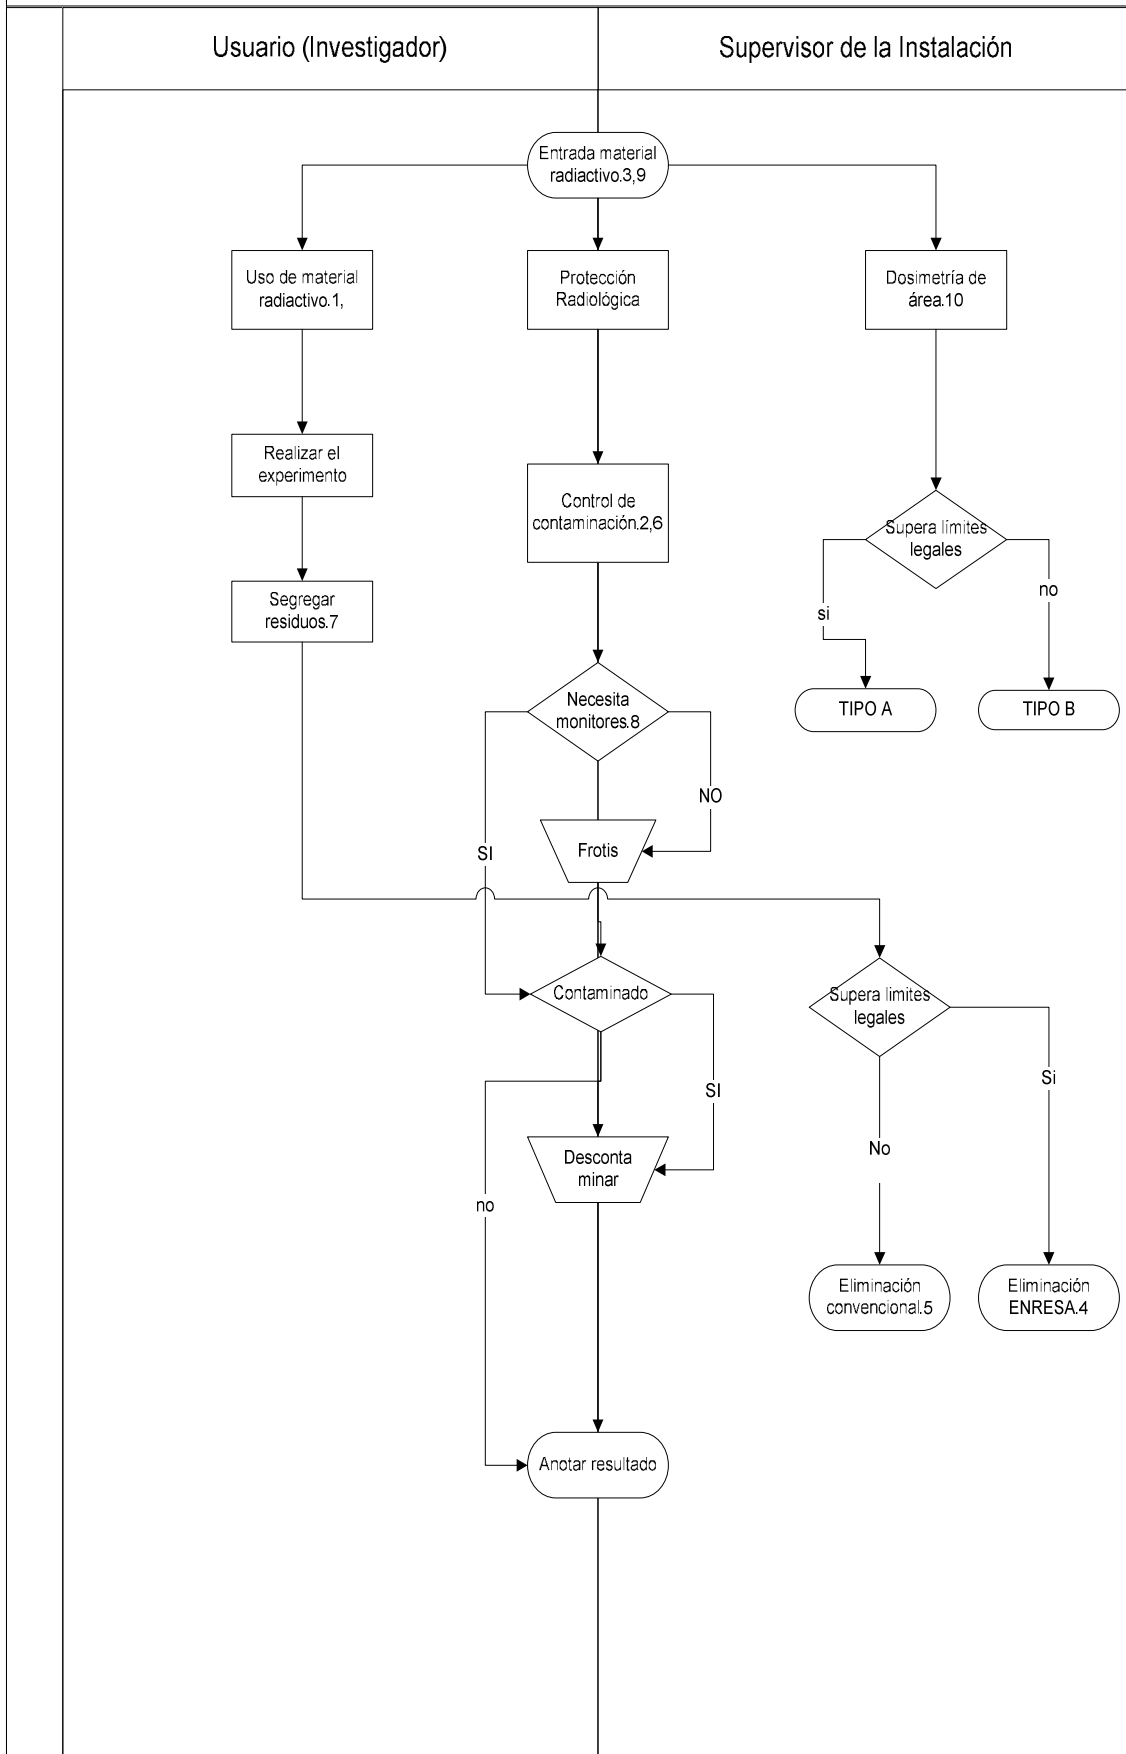 Usuario (Investigador)
Supervisor de la Instalación
Entrada material
radiactivo.3,9
Uso de material
radiactivo.1,
Protección
Radiológica
Dosimetría de
área.10
Realizar el
experimento
Control de
contaminación.2,6
Supera límites
legales
si
no
Segregar
residuos.7
Necesita
monitores.8
TIPO A
TIPO B
NO
SI
Frotis
Contaminado
Supera limites
legales
SI
Si
No
Desconta
minar
no
Eliminación
convencional.5
Eliminación
ENRESA.4
Anotar resultado